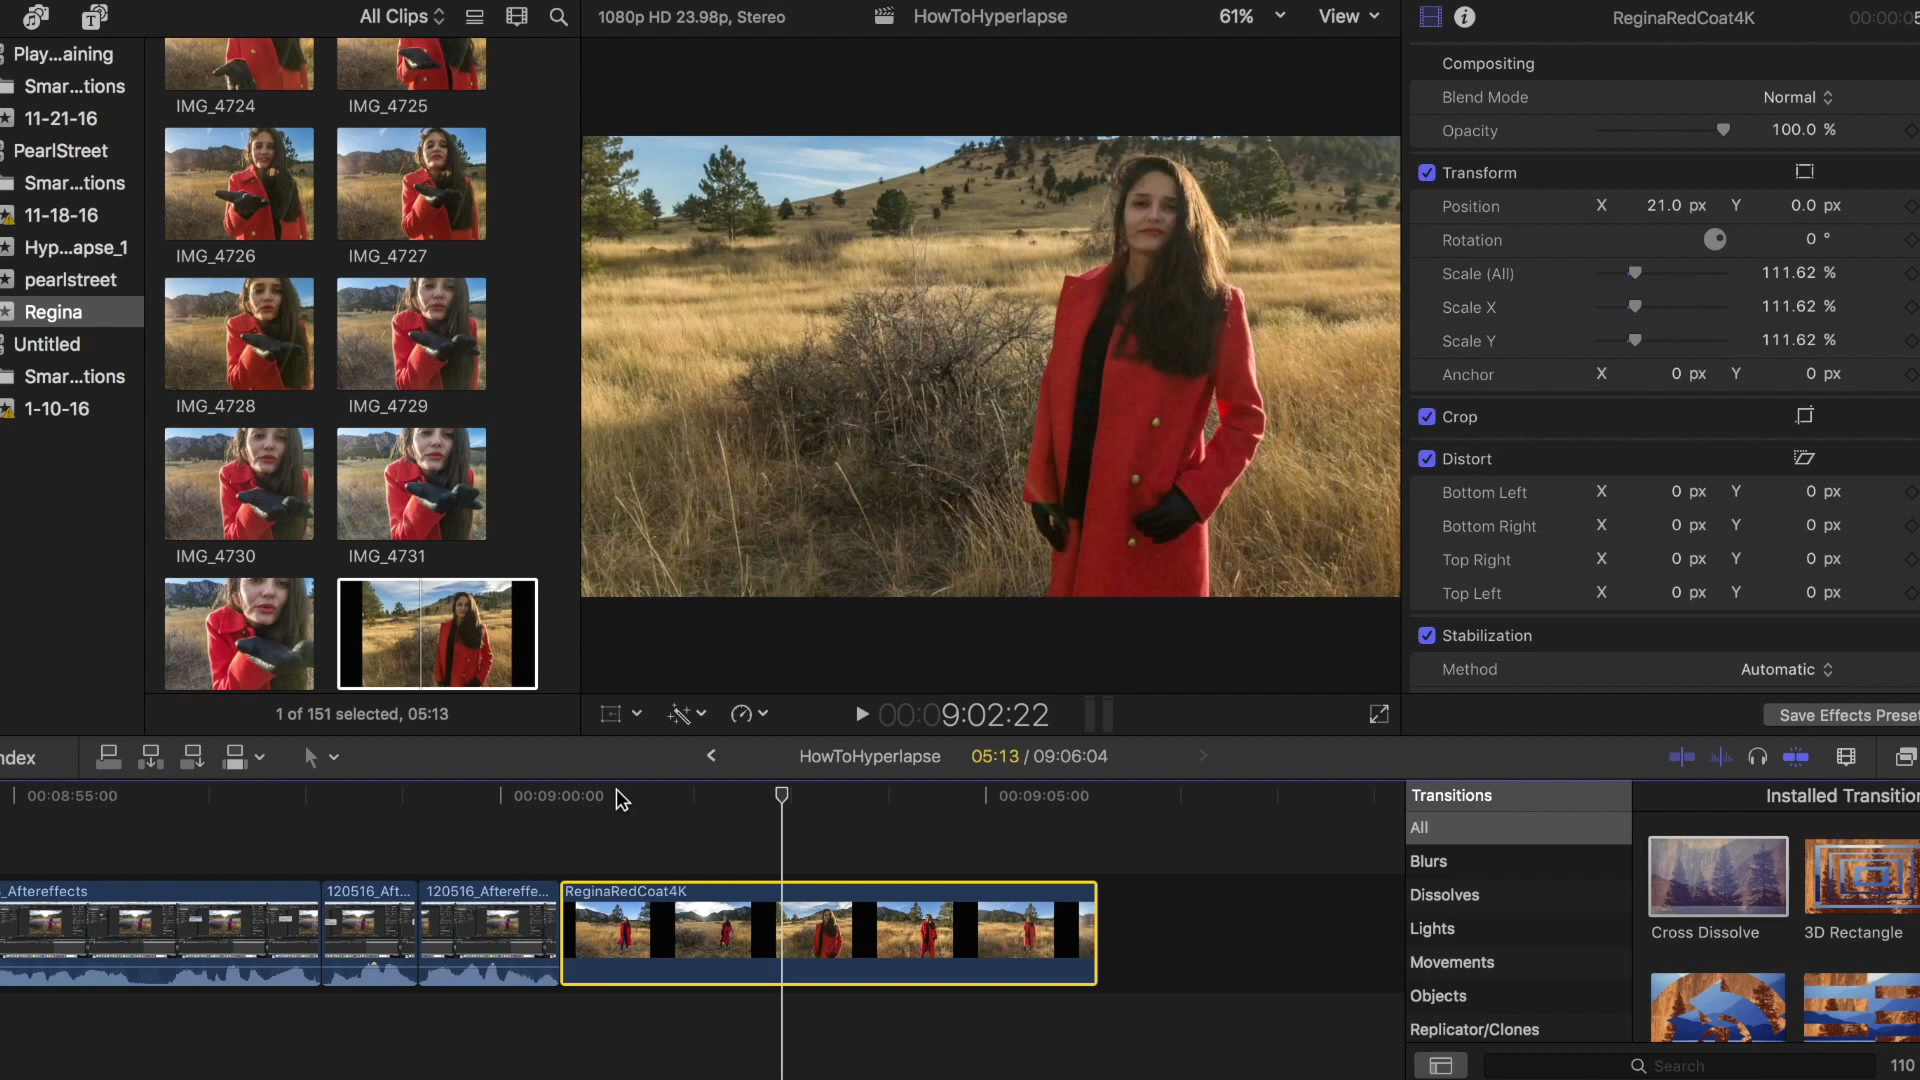 All Clips
1080p HD 23.98p, Stereo
HowToHyperlapse
61%
View
ReginaRedCoat4K
Play...aining
Smar...tions
11-21-16
PearlStreet
Smar...tions
11-18-16
Hyp...apse_1
pearlstreet
Regina
Untitled
Smar...tions
1-10-16
IMG_4724
IMG_4725
IMG_4726
IMG_4727
IMG_4728
IMG_4729
IMG_4730
IMG_4731
1 of 151 selected, 05:13
00:09:02:22
Compositing
Blend Mode Normal
Opacity 100.0 %
Transform
Position X 21.0 px Y 0.0 px
Rotation 0 °
Scale (All) 111.62 %
Scale X 111.62 %
Scale Y 111.62 %
Anchor X 0 px Y 0 px
Crop
Distort
Bottom Left X 0 px Y 0 px
Bottom Right X 0 px Y 0 px
Top Right X 0 px Y 0 px
Top Left X 0 px Y 0 px
Stabilization
Method Automatic
Save Effects Preset
ndex
HowToHyperlapse 05:13 / 09:06:04
00:08:55:00
00:09:00:00
00:09:05:00
_Aftereffects
120516_Aft...
120516_Aftereffe...
ReginaRedCoat4K
Transitions
All
Blurs
Dissolves
Lights
Movements
Objects
Replicator/Clones
Installed Transition
Cross Dissolve
3D Rectangle
Search
110